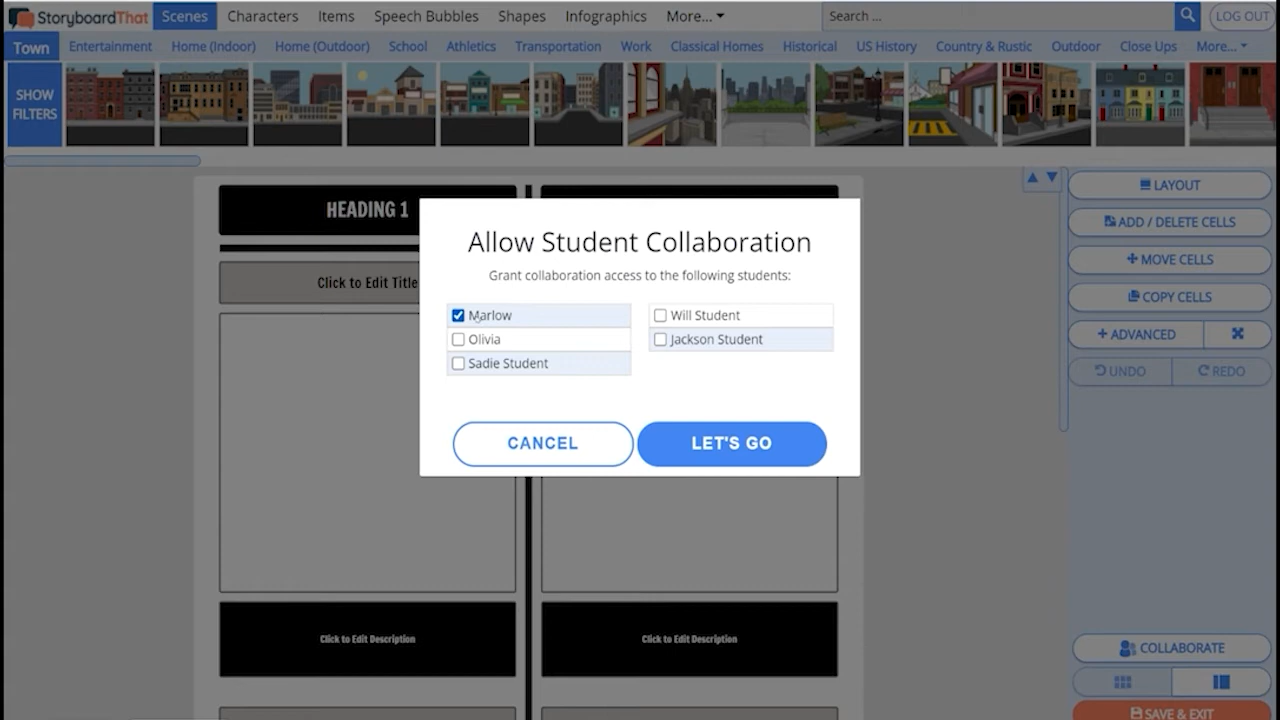 StoryboardThat Scenes Characters Items Speech Bubbles Shapes Infographics More... Search ... LOG OUT
Town Entertainment Home (Indoor) Home (Outdoor) School Athletics Transportation Work Classical Homes Historical US History Country & Rustic Outdoor Close Ups More...
SHOW
FILTERS
LAYOUT
ADD / DELETE CELLS
MOVE CELLS
COPY CELLS
ADVANCED
UNDO REDO
HEADING 1
Click to Edit Title
Allow Student Collaboration
Grant collaboration access to the following students:
Marlow Will Student
Olivia Jackson Student
Sadie Student
CANCEL LET'S GO
Click to Edit Description Click to Edit Description
COLLABORATE
SAVE & EXIT